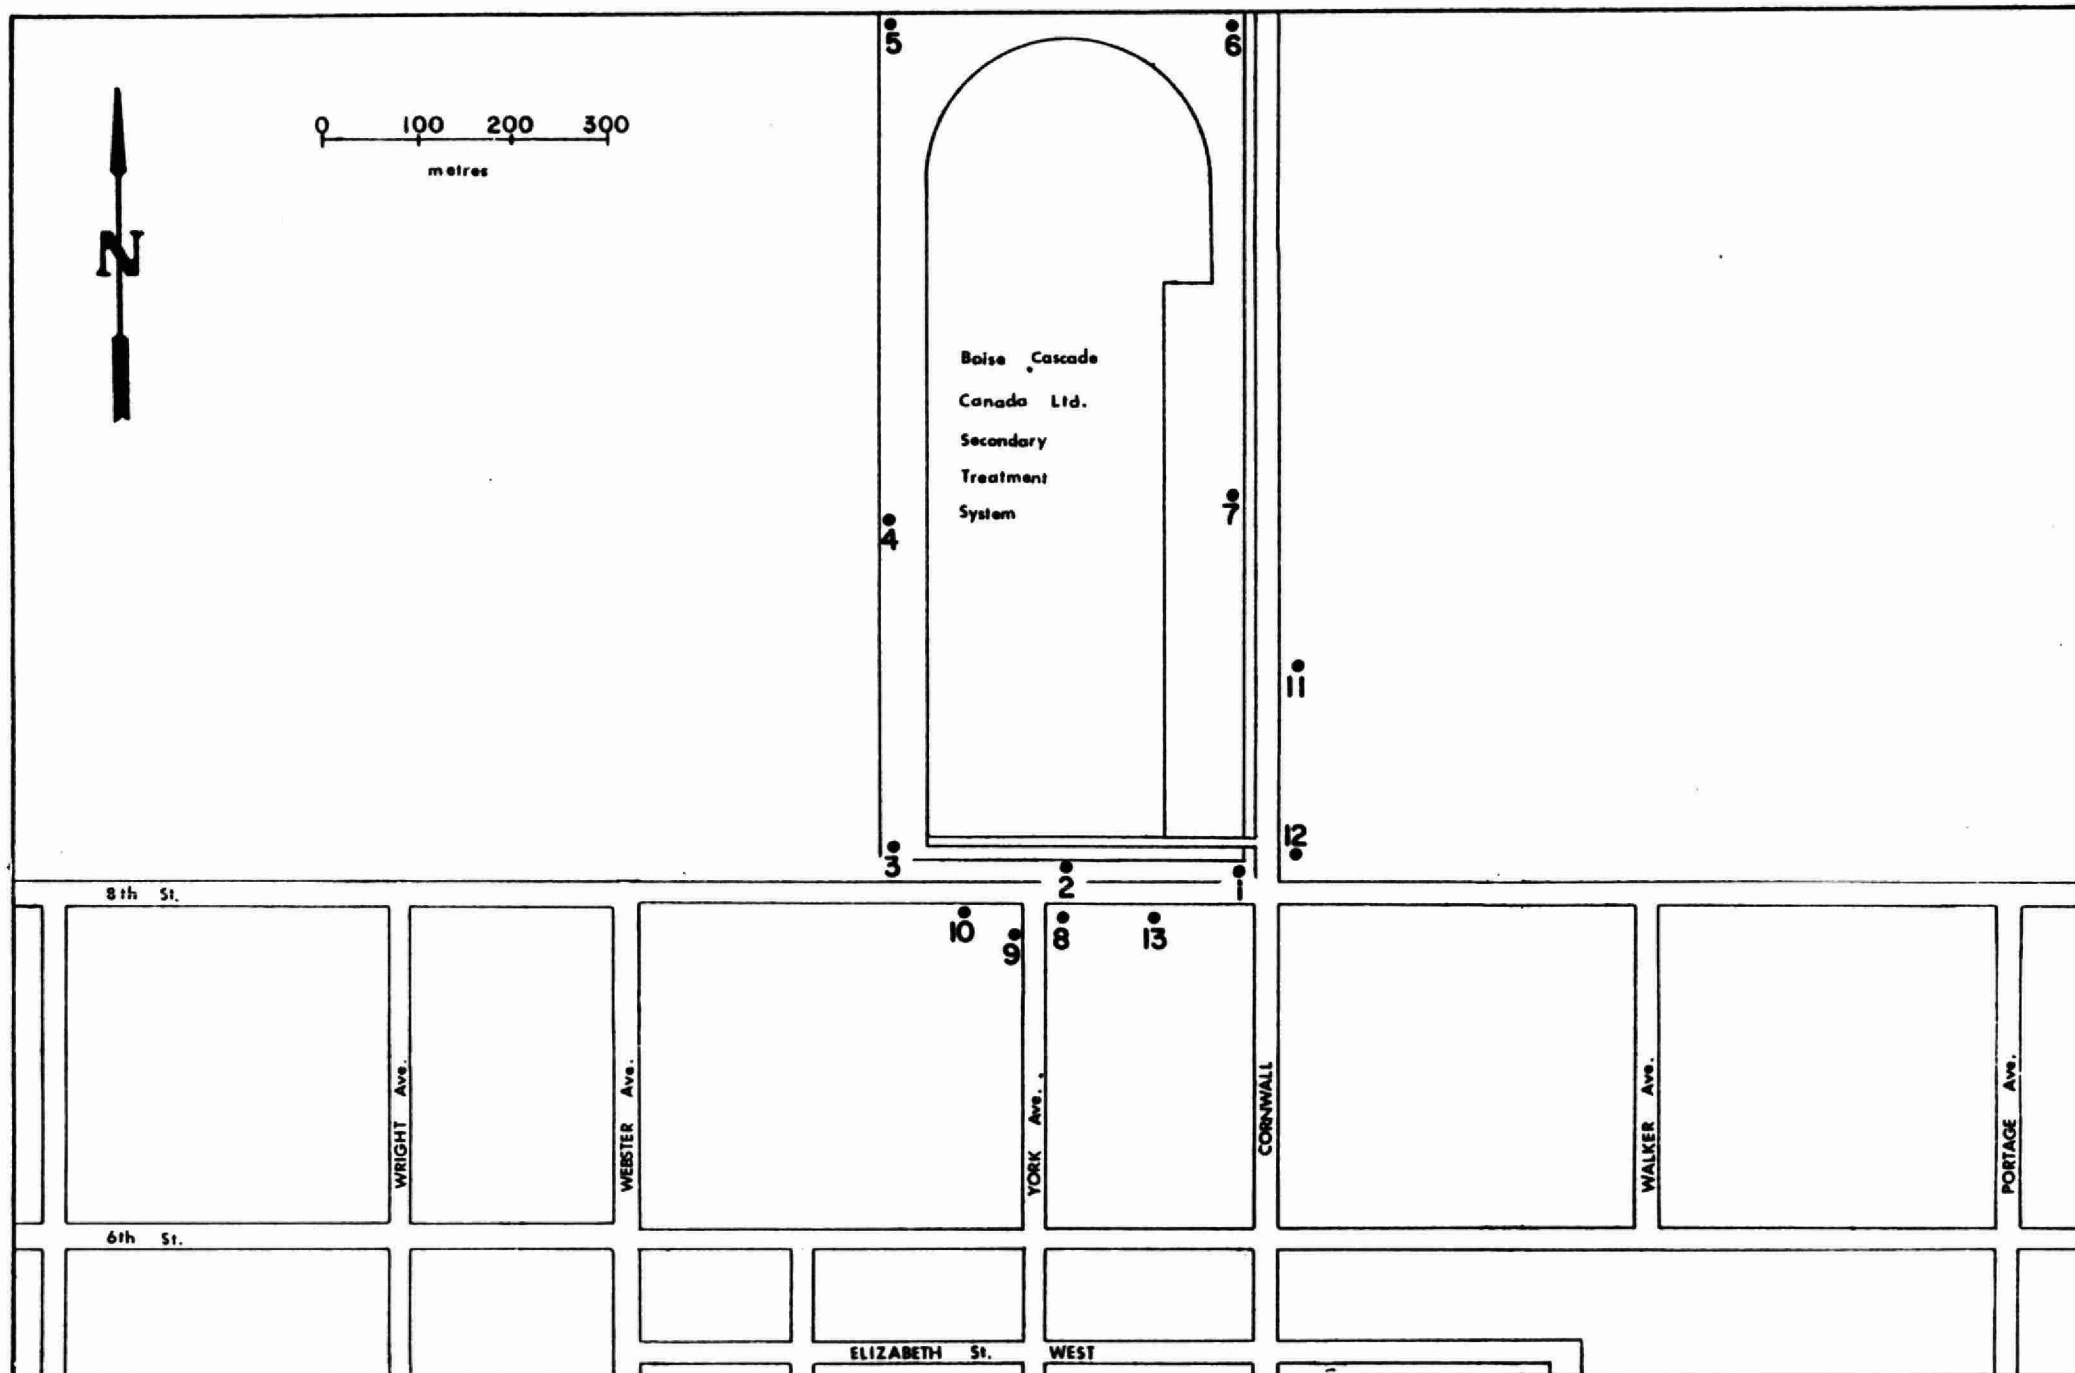 5 6
0 100 200 300
metres
N
Boise Cascade
Canada Ltd.
Secondary
Treatment
System
7
4
11
12
3
2
1
8th St.
10
9
8
13
WRIGHT Ave.
WEBSTER Ave.
YORK Ave.
CORNWALL
WALKER Ave.
PORTAGE Ave.
6th St.
ELIZABETH St. WEST